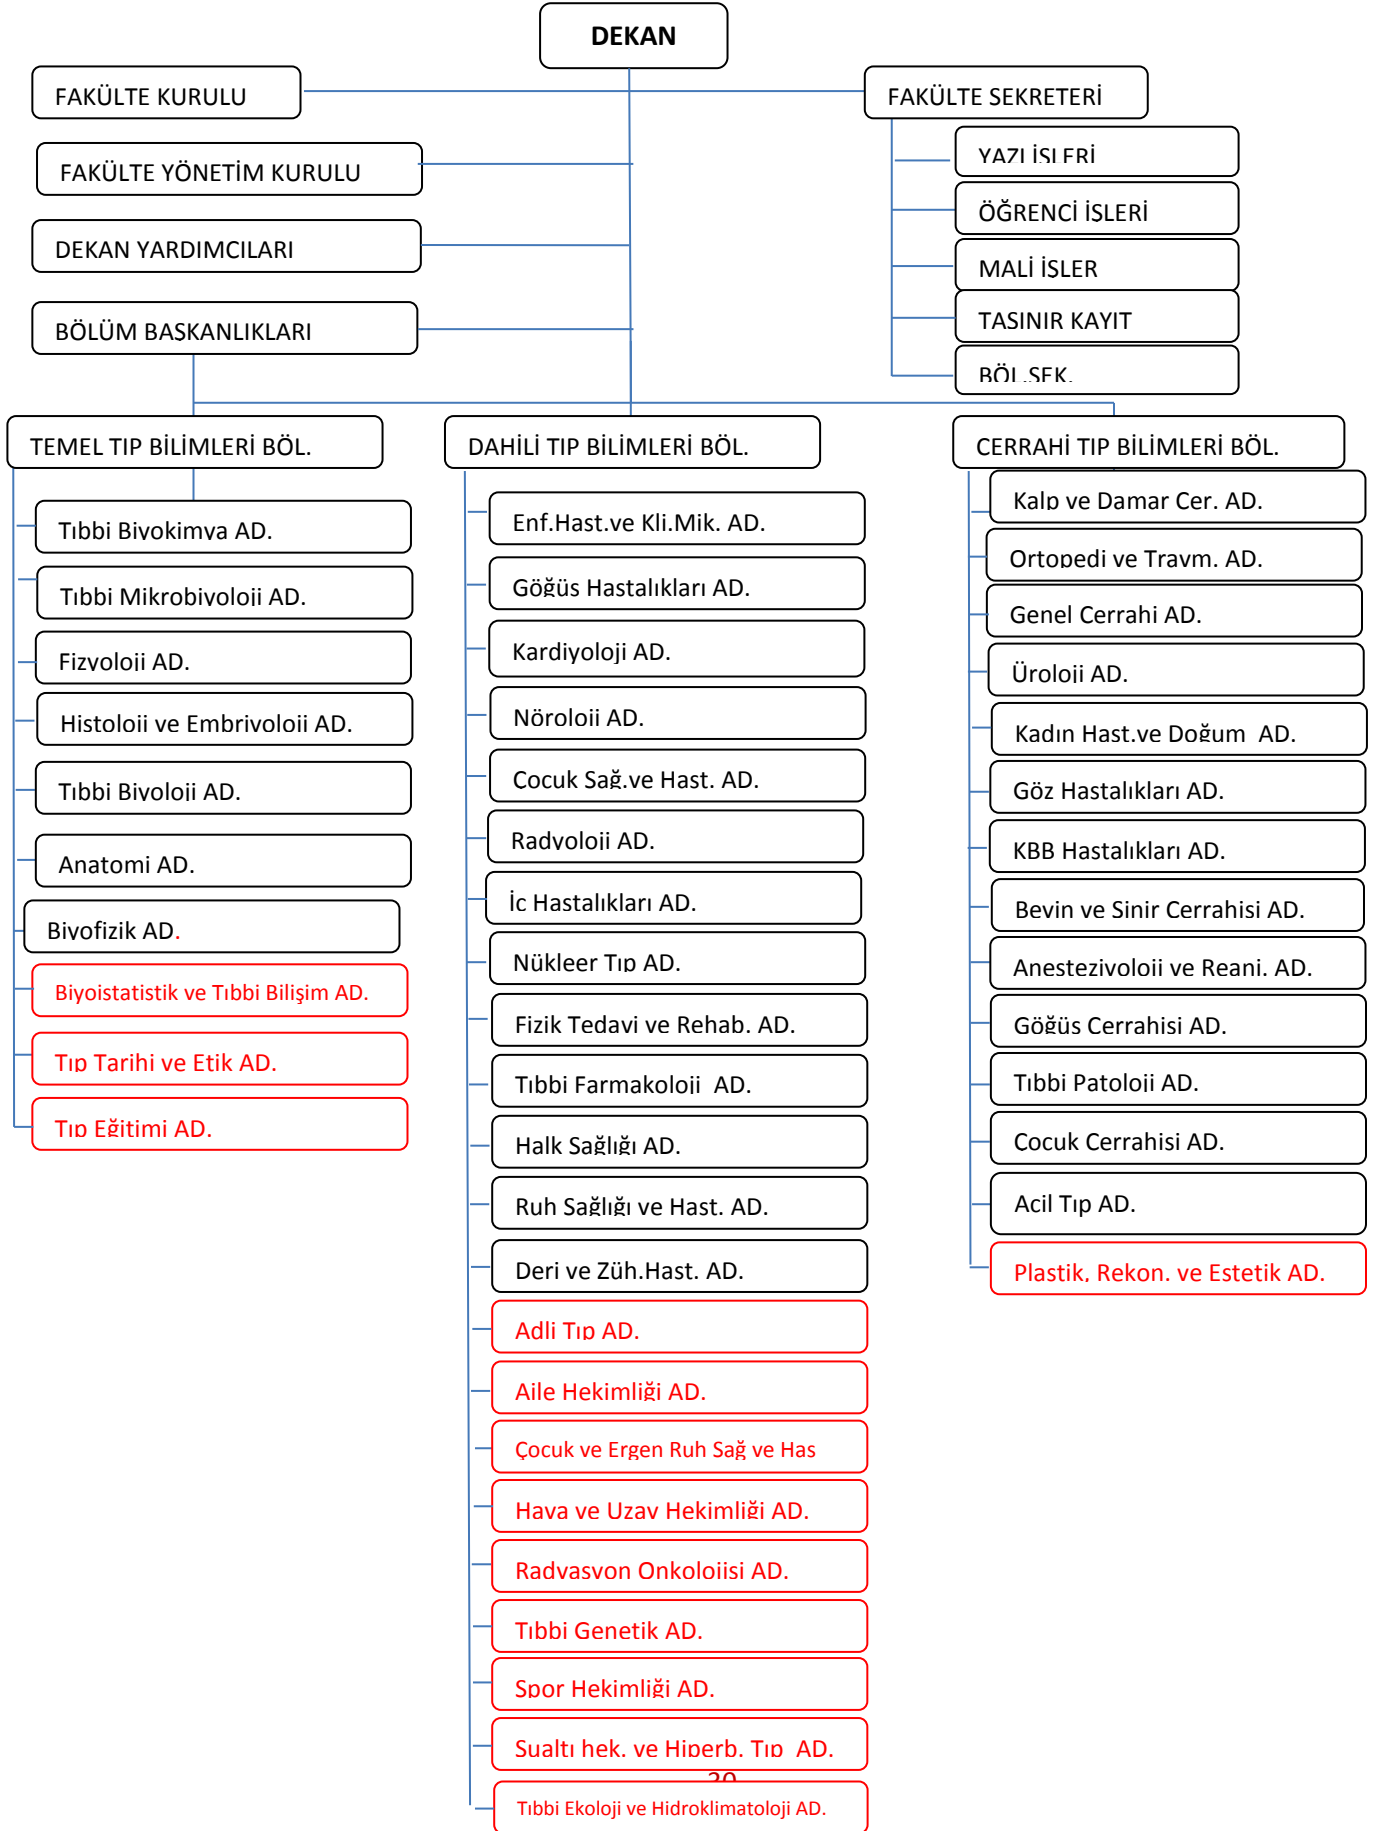 DEKAN
FAKÜLTE KURULU
FAKÜLTE SEKRETERİ
YAZI İŞLERİ
FAKÜLTE YÖNETİM KURULU
ÖĞRENCİ İŞLERİ
DEKAN YARDIMCILARI
MALİ İŞLER
TAŞINIR KAYIT
BÖLÜM BAŞKANLIKLARI
BÖL.SEK.
TEMEL TIP BİLİMLERİ BÖL.
Tıbbi Biyokimya AD.
Tıbbi Mikrobiyoloji AD.
Fizyoloji AD.
Histoloji ve Embriyoloji AD.
Tıbbi Biyoloji AD.
Anatomi AD.
Biyofizik AD.
Biyoistatistik ve Tıbbi Bilişim AD.
Tıp Tarihi ve Etik AD.
Tıp Eğitimi AD.
DAHİLİ TIP BİLİMLERİ BÖL.
Enf.Hast.ve Kli.Mik. AD.
Göğüs Hastalıkları AD.
Kardiyoloji AD.
Nöroloji AD.
Çocuk Sağ.ve Hast. AD.
Radyoloji AD.
İç Hastalıkları AD.
Nükleer Tıp AD.
Fizik Tedavi ve Rehab. AD.
Tıbbi Farmakoloji AD.
Halk Sağlığı AD.
Ruh Sağlığı ve Hast. AD.
Deri ve Züh.Hast. AD.
Adli Tıp AD.
Aile Hekimliği AD.
Çocuk ve Ergen Ruh Sağ ve Has
Hava ve Uzay Hekimliği AD.
Radyasyon Onkolojisi AD.
Tıbbi Genetik AD.
Spor Hekimliği AD.
Sualtı hek. ve Hiperb. Tıp AD.
Tıbbi Ekoloji ve Hidroklimatoloji AD.
CERRAHİ TIP BİLİMLERİ BÖL.
Kalp ve Damar Cer. AD.
Ortopedi ve Travm. AD.
Genel Cerrahi AD.
Üroloji AD.
Kadın Hast.ve Doğum AD.
Göz Hastalıkları AD.
KBB Hastalıkları AD.
Beyin ve Sinir Cerrahisi AD.
Anesteziyoloji ve Reani. AD.
Göğüs Cerrahisi AD.
Tıbbi Patoloji AD.
Çocuk Cerrahisi AD.
Acil Tıp AD.
Plastik, Rekon. ve Estetik AD.